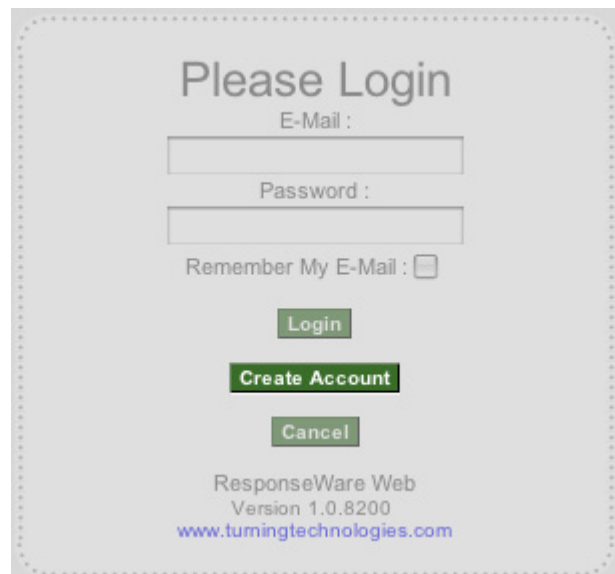 Please Login
E-Mail :
Password :
Remember My E-Mail :
Login
Create Account
Cancel
ResponseWare Web
Version 1.0.8200
www.turningtechnologies.com